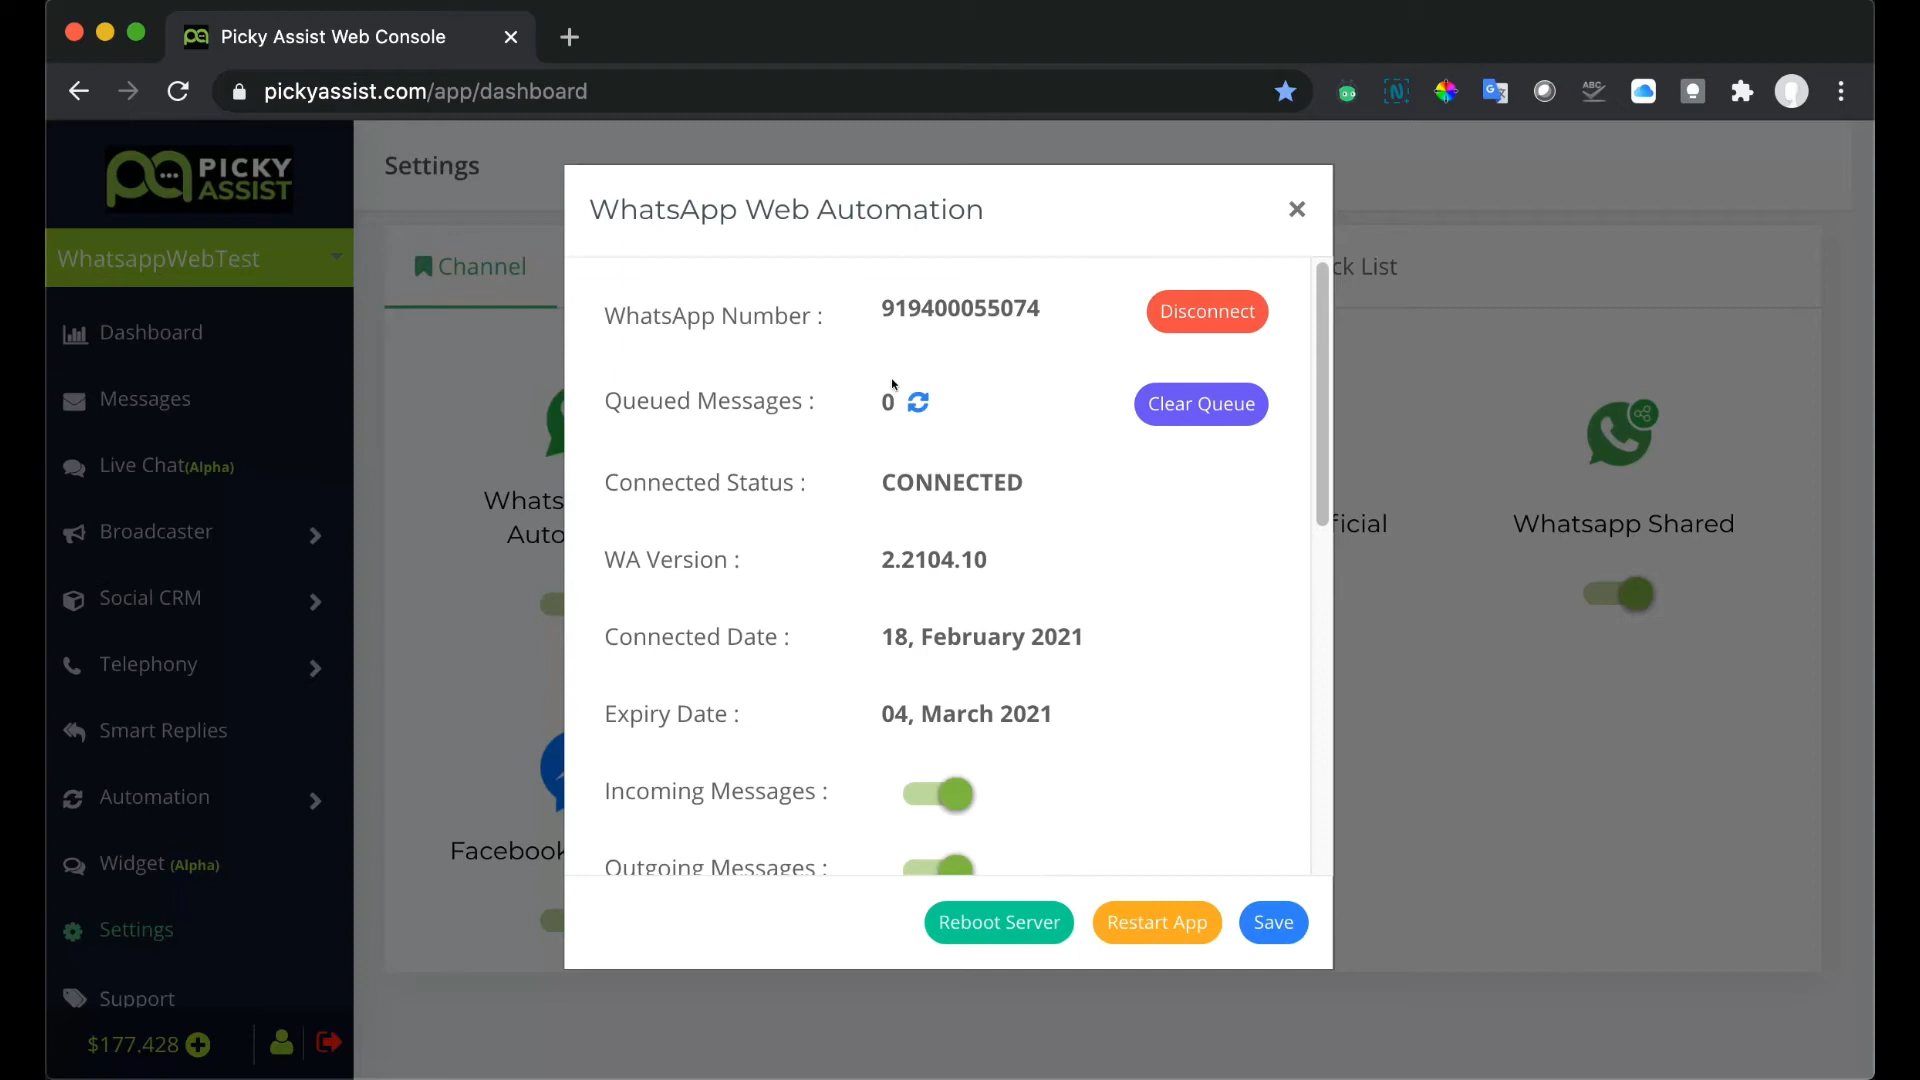 Picky Assist Web Console
pickyassist.com/app/dashboard
ABC
PICKY
ASSIST
WhatsappWebTest
Dashboard
Messages
Live Chat(Alpha)
Broadcaster
Social CRM
Telephony
Smart Replies
Automation
Widget (Alpha)
Settings
Support
$177.428
Settings
Channel
ck List
Whats
Auto
ficial
Whatsapp Shared
Facebook
WhatsApp Web Automation
WhatsApp Number : 919400055074 Disconnect
Queued Messages : 0 Clear Queue
Connected Status : CONNECTED
WA Version : 2.2104.10
Connected Date : 18, February 2021
Expiry Date : 04, March 2021
Incoming Messages :
Outgoing Messages :
Reboot Server Restart App Save